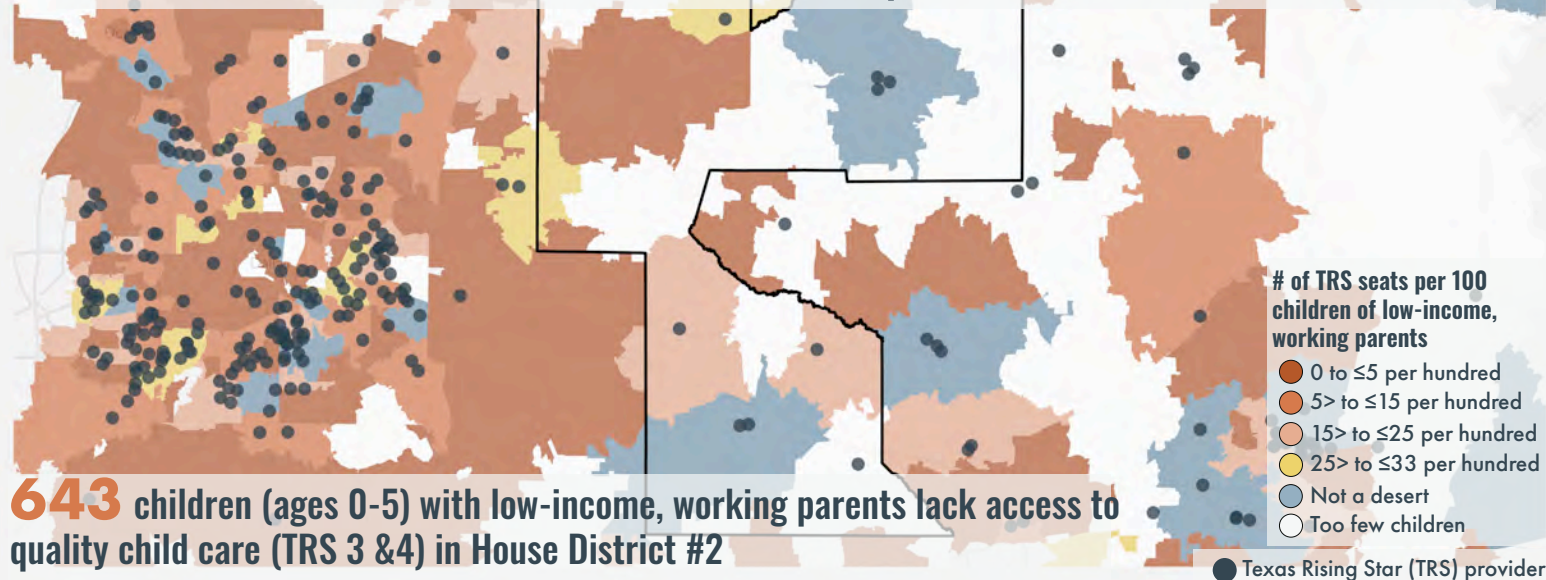 # of TRS seats per 100
children of low-income,
working parents
0 to ≤5 per hundred
5> to ≤15 per hundred
15> to ≤25 per hundred
25> to ≤33 per hundred
Not a desert
Too few children
Texas Rising Star (TRS) provider
643 children (ages 0-5) with low-income, working parents lack access to
quality child care (TRS 3 &4) in House District #2